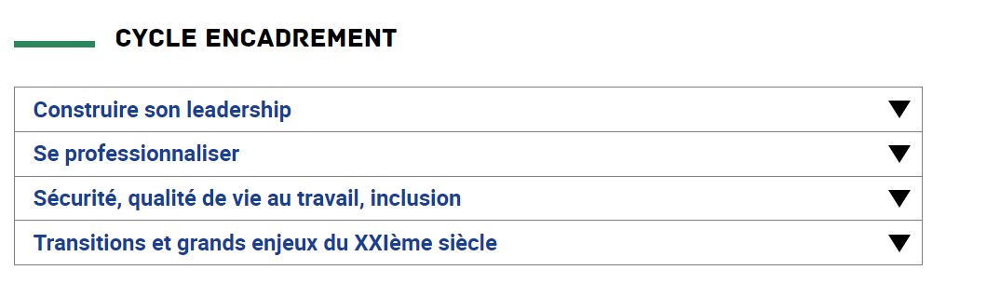 CYCLE ENCADREMENT
Construire son leadership
Se professionnaliser
Sécurité, qualité de vie au travail, inclusion
Transitions et grands enjeux du XXIème siècle